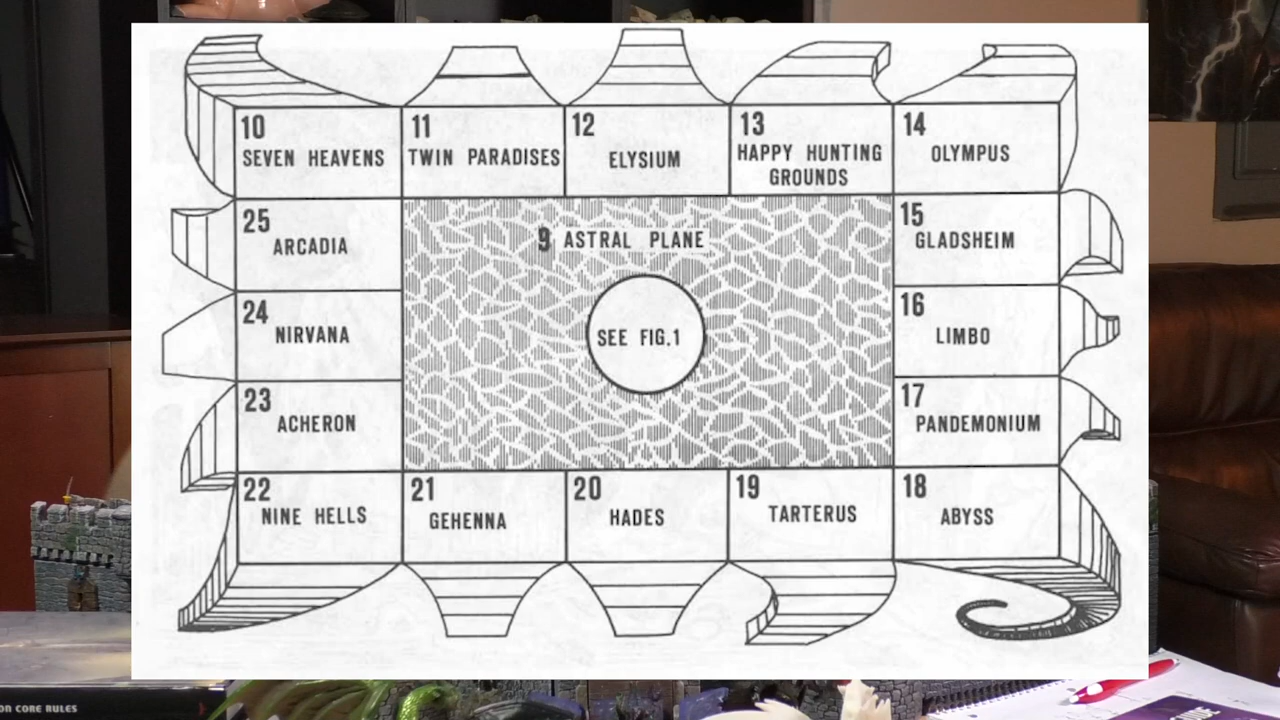 10
SEVEN HEAVENS
11
TWIN PARADISES
12
ELYSIUM
13
HAPPY HUNTING
GROUNDS
14
OLYMPUS
25
ARCADIA
9 ASTRAL PLANE
15
GLADSHEIM
24
NIRVANA
SEE FIG.1
16
LIMBO
23
ACHERON
17
PANDEMONIUM
22
NINE HELLS
21
GEHENNA
20
HADES
19
TARTERUS
18
ABYSS
ON CORE RULES